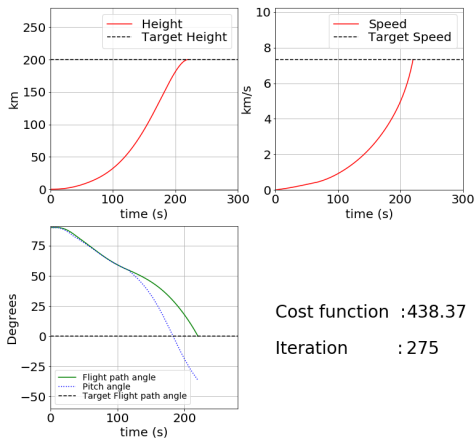 Height
Target Height
km
250
200
150
100
50
0
0 100 200 300
time (s)
Speed
Target Speed
km/s
10
8
6
4
2
0
0 100 200 300
time (s)
Degrees
75
50
25
0
−25
−50
Flight path angle
Pitch angle
Target Flight path angle
0 100 200
time (s)
Cost function :438.37
Iteration :275